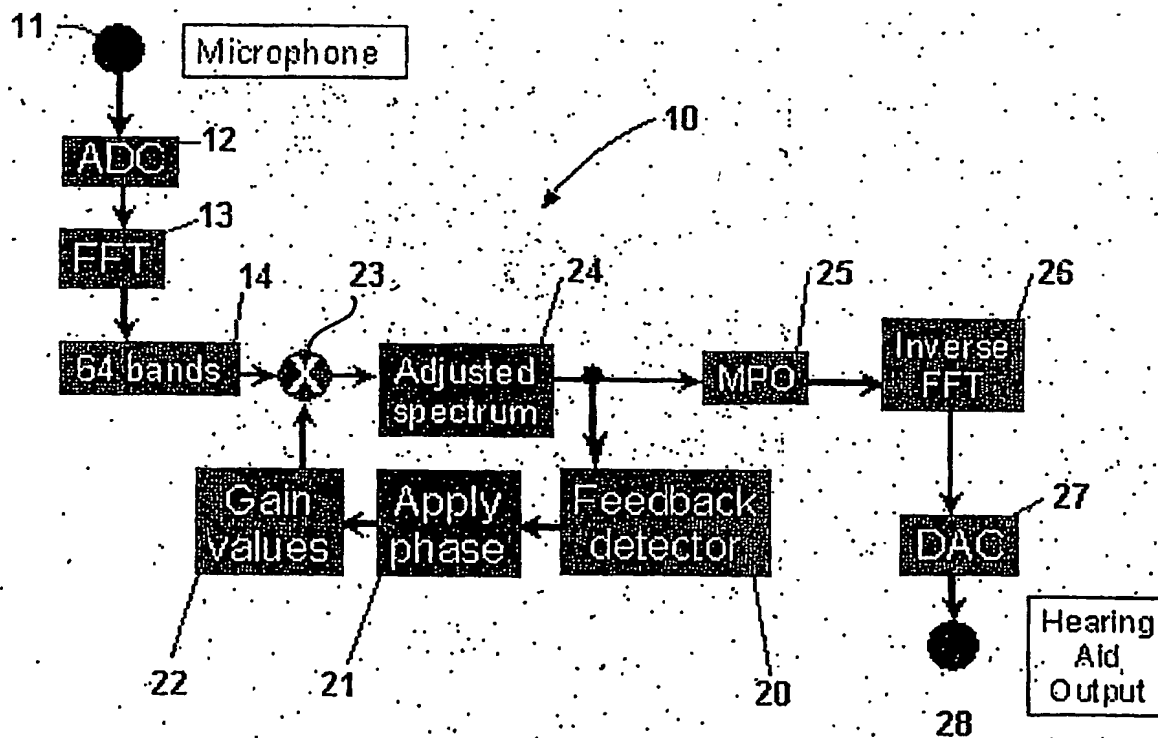 11
Microphone
10
12
ADC
13
FFT
14
23
24
25
26
64 bands
X
Adjusted
spectrum
MPO
Inverse
FFT
Gain
values
Apply
phase
Feedback
detector
27
DAC
22
21
20
28
Hearing
Aid
Output